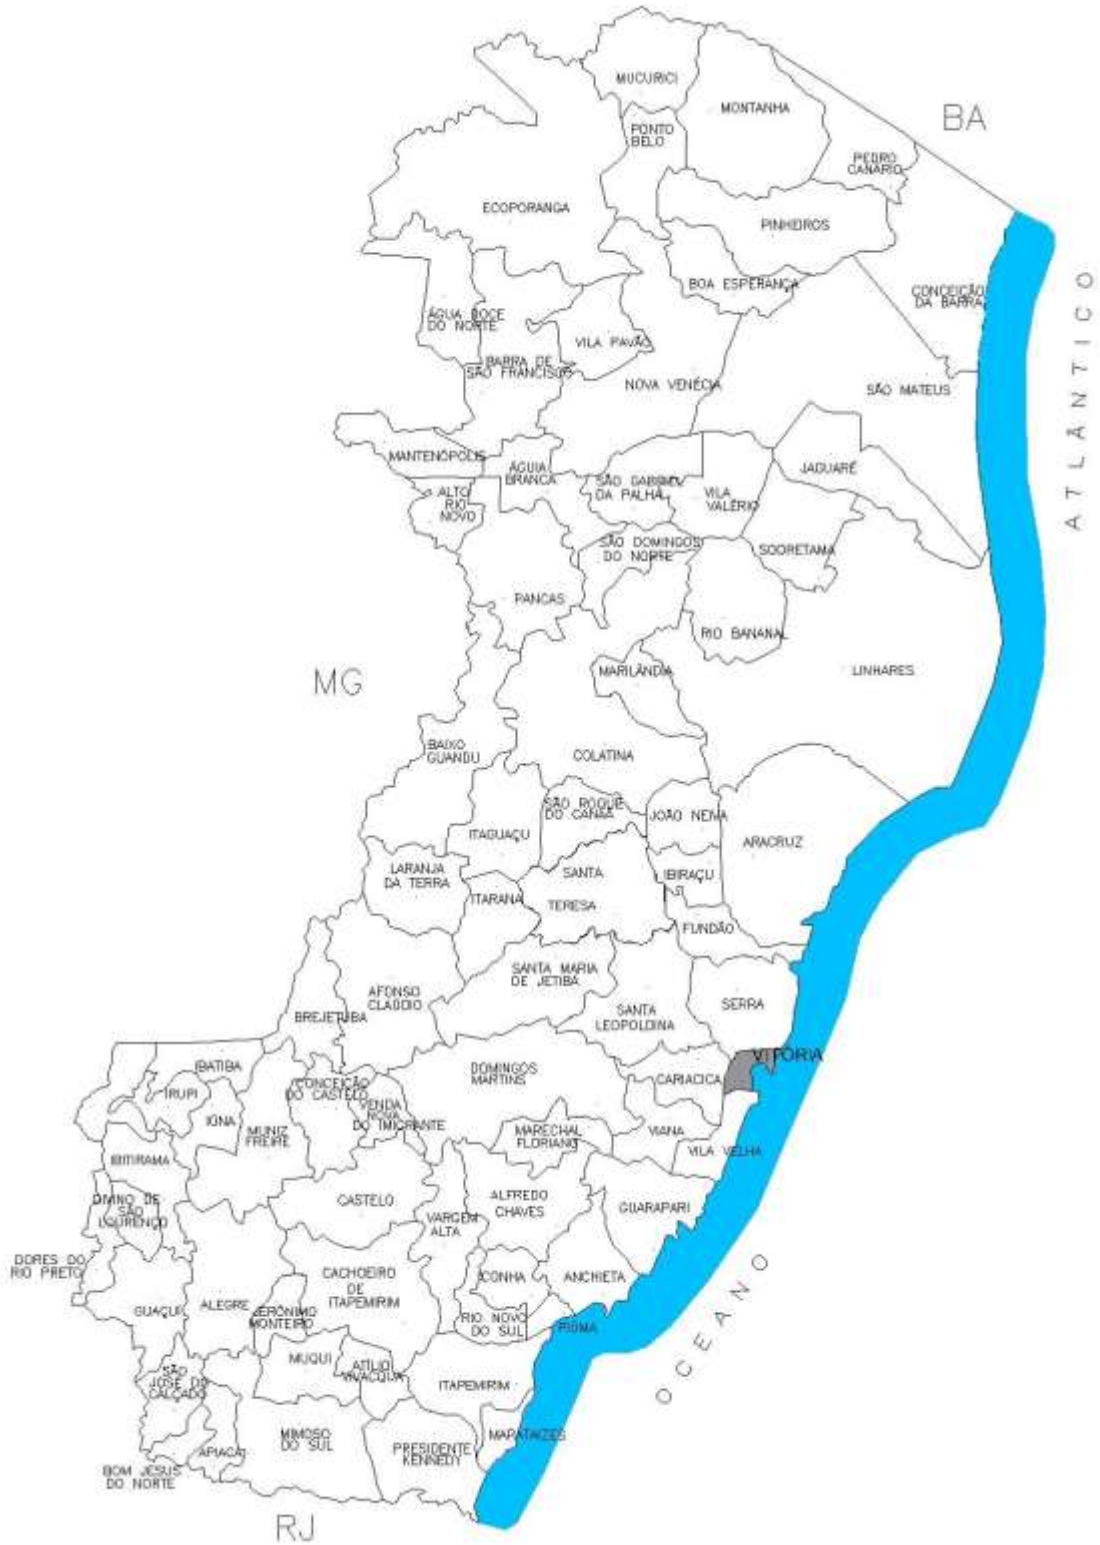 MUCURICI
MONTANHA
BA
PONTO
BELO
PEDRO
CANÁRIO
ECOPORANGA
PINHEIROS
BOA ESPERANÇA
CONCEIÇÃO
DA BARRA
ÁGUA DOCE
DO NORTE
VILA PAVÃO
BARRA DE
SÃO FRANCISCO
NOVA VENÉCIA
SÃO MATEUS
ATLÂNTICO
MANTENÓPOLIS
ÁGUIA
BRANCA
JAGUARÉ
SÃO GABRIEL
DA PALHA
ALTO
RIO
NOVO
VILA
VALÉRIO
SÃO DOMINGOS
DO NORTE
SOORETAMA
PANCAS
RIO BANANAL
MG
MARILÂNDIA
LINHARES
BAIXO
GUANDU
COLATINA
SÃO ROQUE
DO CANAÃ
JOÃO NEIVA
ITAGUAÇU
ARACRUZ
LARANJA
DA TERRA
SANTA
TERESA
IBIRAÇU
ITARANA
FUNDÃO
SANTA MARIA
DE JETIBÁ
AFONSO
CLAÚDIO
SERRA
BREJETUBA
SANTA
LEOPOLDINA
VITÓRIA
IBATIBA
DOMINGOS
MARTINS
CARIACICA
CONCEIÇÃO
DO CASTELO
IRUPI
VENDA
NOVA
DO IMIGRANTE
IÚNA
MUNIZ
FREIRE
MARECHAL
FLORIANO
VIANA
VILA VELHA
IBITIRAMA
CASTELO
ALFREDO
CHAVES
GUARAPARI
DIVINO DE
SÃO
LOURENÇO
VARGEM
ALTA
DORES DO
RIO PRETO
CACHOEIRO
DE
ITAPEMIRIM
ICONHA
ANCHIETA
GUAÇUÍ
ALEGRE
JERÔNIMO
MONTEIRO
RIO NOVO
DO SUL
PIÚMA
OCEANO
SÃO
JOSÉ DO
CALÇADO
MUQUI
ATÍLIO
VIVACQUA
ITAPEMIRIM
MIMOSO
DO SUL
MARATAÍZES
APIACÁ
PRESIDENTE
KENNEDY
BOM JESUS
DO NORTE
RJ